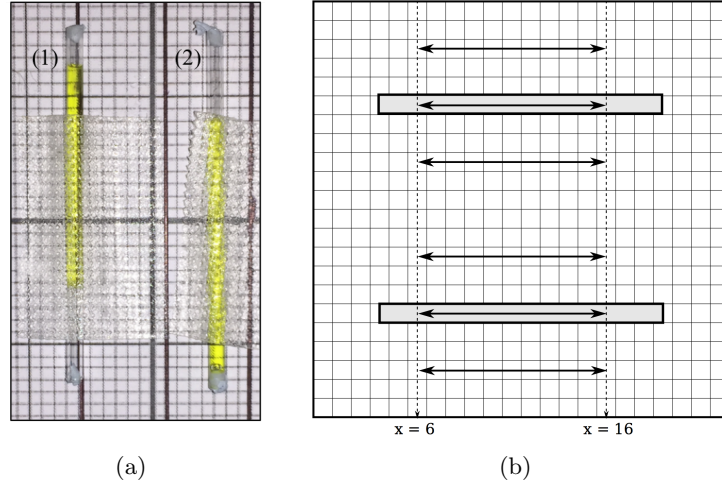 (1) (2)
x = 6 x = 16
(a) (b)